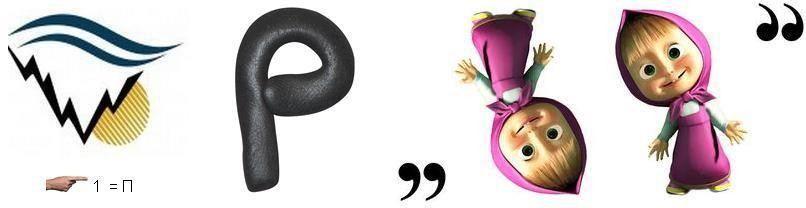 Р ,, “
1 = П